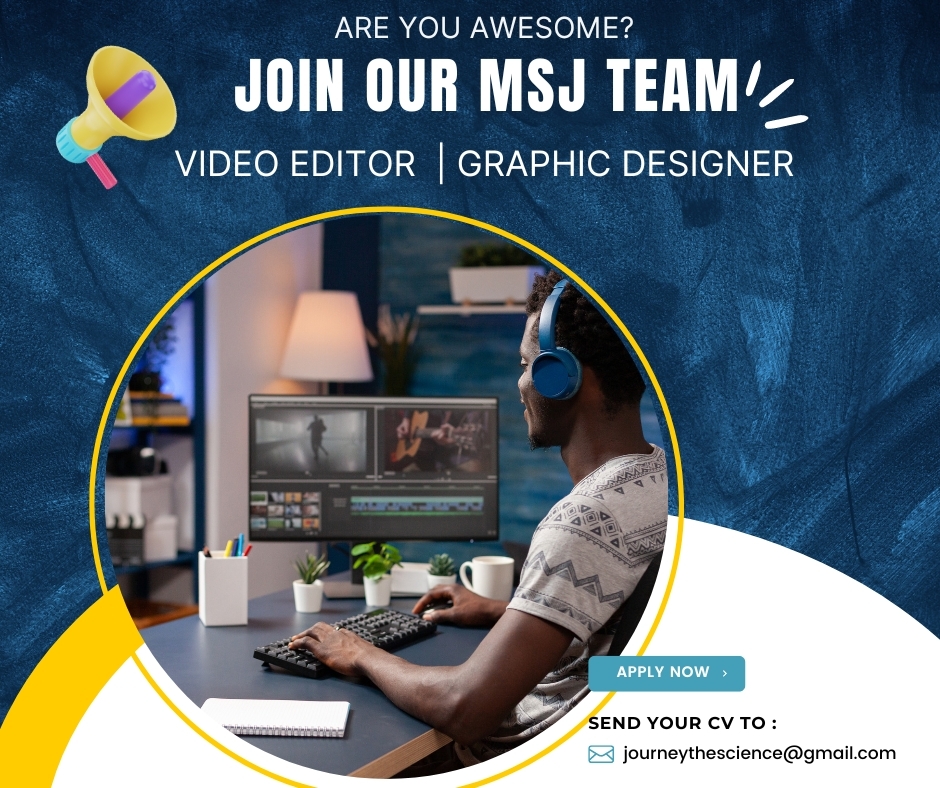 ARE YOU AWESOME?
JOIN OUR MSJ TEAM
VIDEO EDITOR | GRAPHIC DESIGNER
APPLY NOW >
SEND YOUR CV TO :
journeythescience@gmail.com